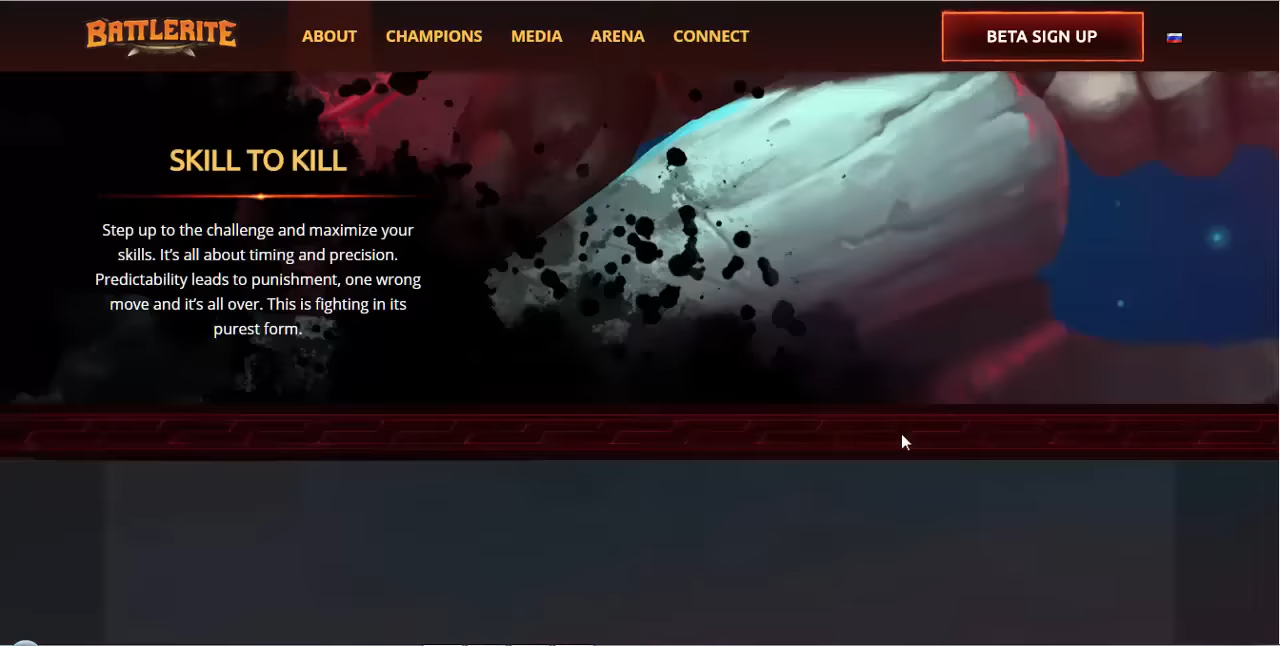 BATTLERITE
ABOUT
CHAMPIONS
MEDIA
ARENA
CONNECT
BETA SIGN UP
SKILL TO KILL
Step up to the challenge and maximize your
skills. It’s all about timing and precision.
Predictability leads to punishment, one wrong
move and it’s all over. This is fighting in its
purest form.